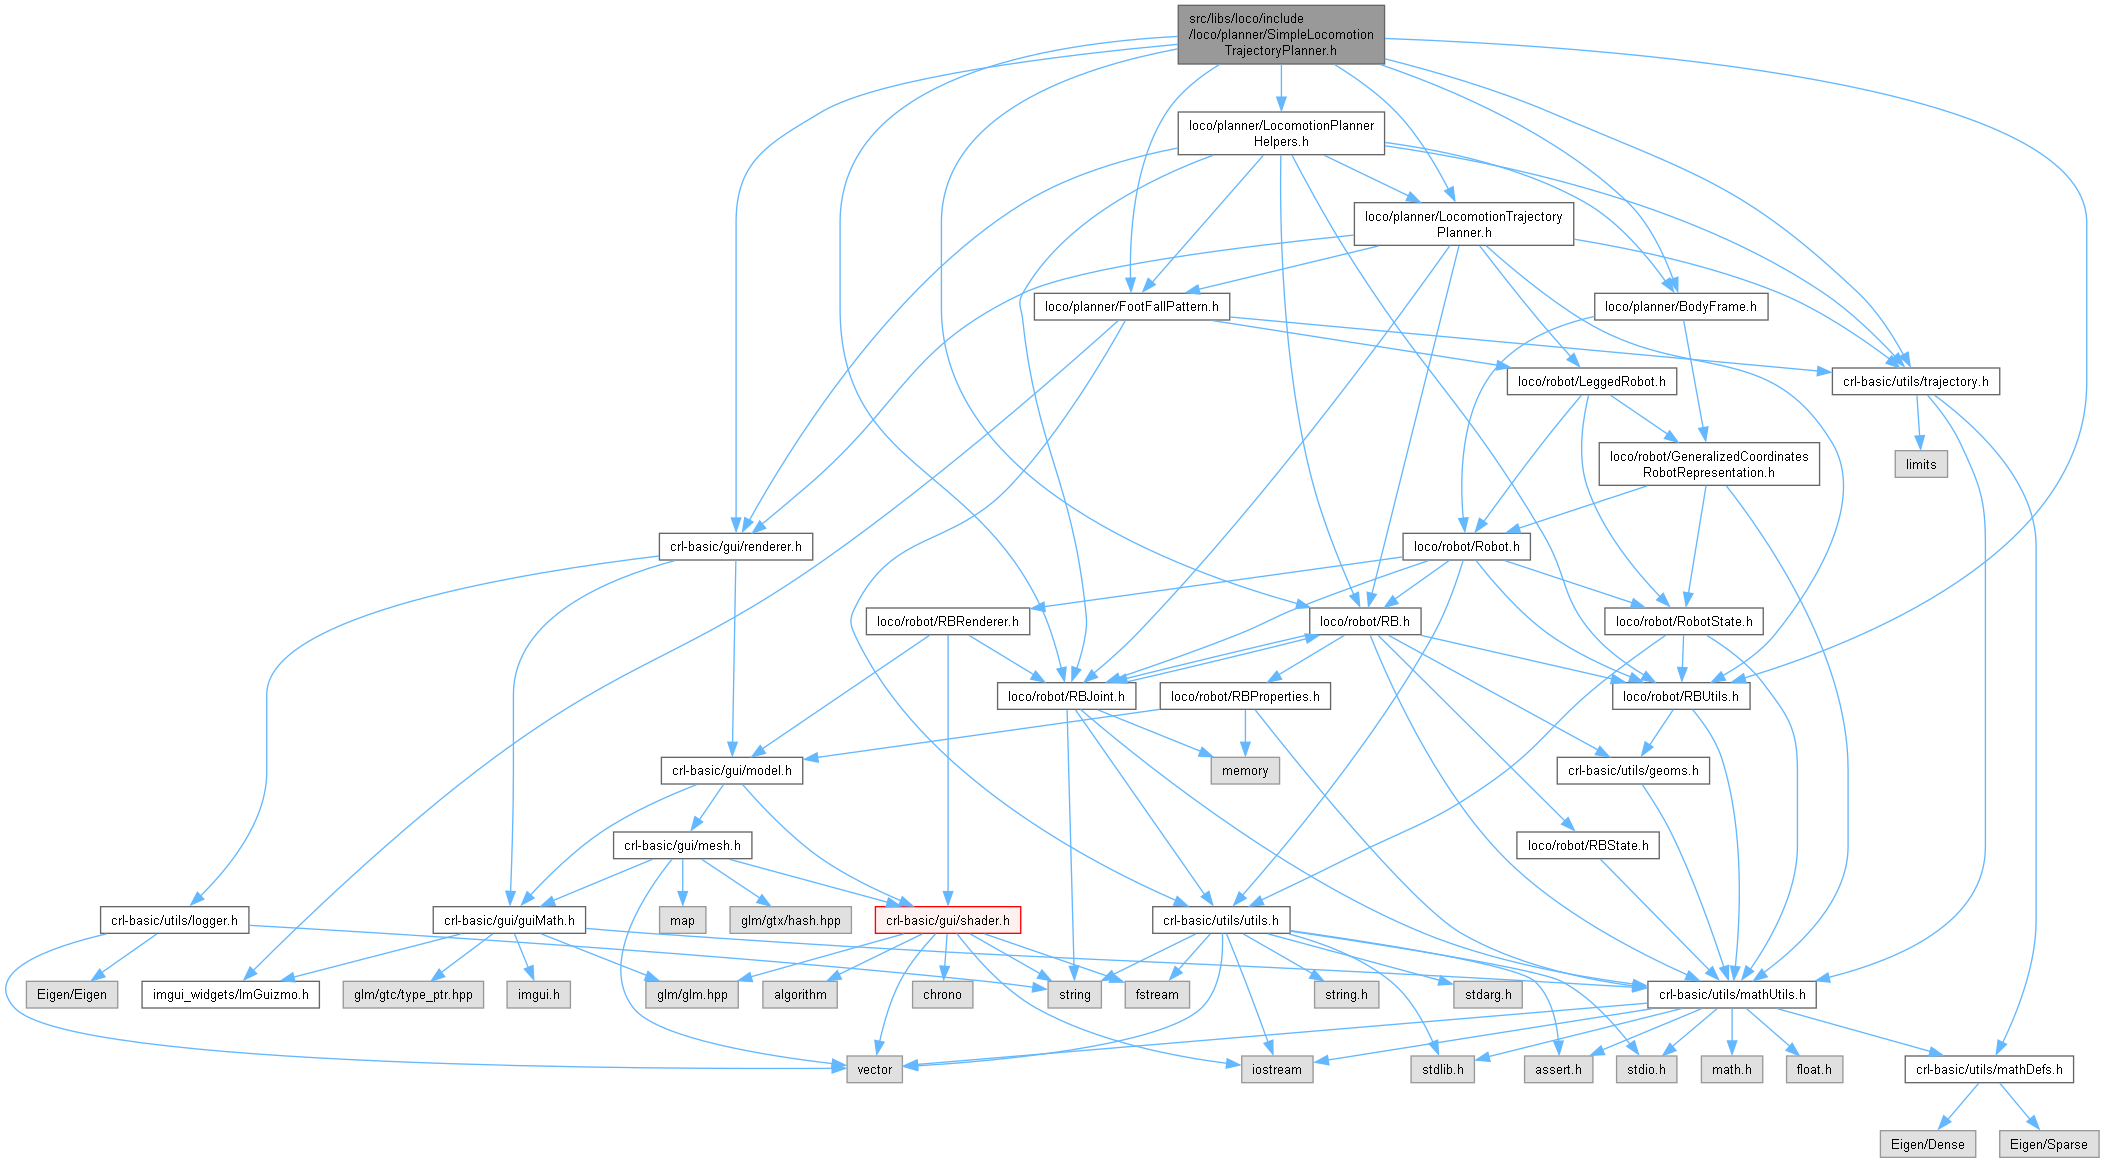 src/libs/loco/include
/loco/planner/SimpleLocomotion
TrajectoryPlanner.h
loco/planner/LocomotionPlanner
Helpers.h
loco/planner/LocomotionTrajectory
Planner.h
loco/planner/FootFallPattern.h
loco/planner/BodyFrame.h
loco/robot/LeggedRobot.h
crl-basic/utils/trajectory.h
loco/robot/GeneralizedCoordinates
RobotRepresentation.h
limits
crl-basic/gui/renderer.h
loco/robot/Robot.h
loco/robot/RBRenderer.h
loco/robot/RB.h
loco/robot/RobotState.h
loco/robot/RBJoint.h
loco/robot/RBProperties.h
loco/robot/RBUtils.h
crl-basic/gui/model.h
memory
crl-basic/utils/geoms.h
crl-basic/gui/mesh.h
loco/robot/RBState.h
crl-basic/utils/logger.h
crl-basic/gui/guiMath.h
map
glm/gtx/hash.hpp
crl-basic/gui/shader.h
crl-basic/utils/utils.h
Eigen/Eigen
imgui_widgets/ImGuizmo.h
glm/gtc/type_ptr.hpp
imgui.h
glm/glm.hpp
algorithm
chrono
string
fstream
string.h
stdarg.h
crl-basic/utils/mathUtils.h
vector
iostream
stdlib.h
assert.h
stdio.h
math.h
float.h
crl-basic/utils/mathDefs.h
Eigen/Dense
Eigen/Sparse